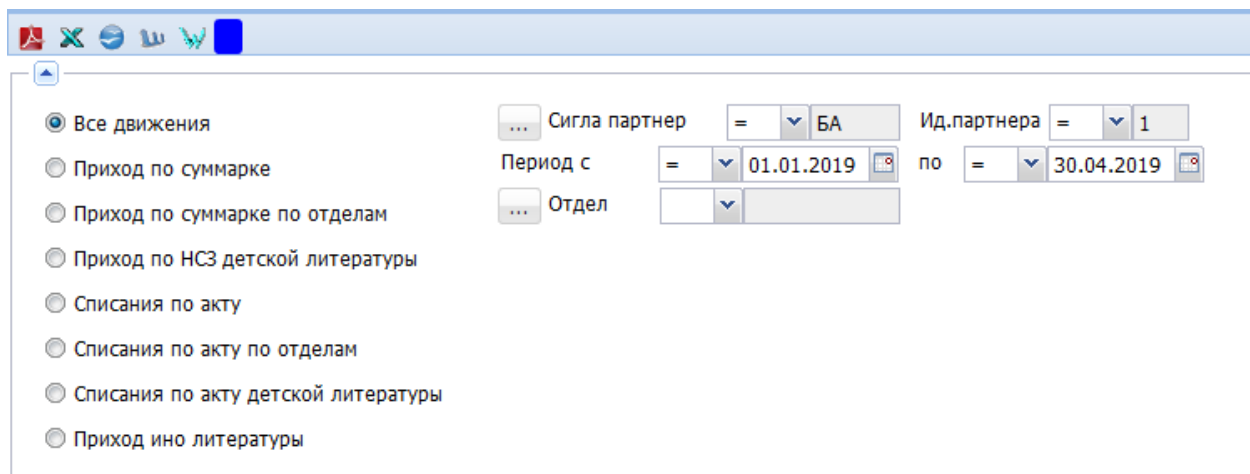 Все движения
... Сигла партнер = БА Ид.партнера = 1
Приход по суммарке
Период с = 01.01.2019 по = 30.04.2019
Приход по суммарке по отделам
... Отдел
Приход по НСЗ детской литературы
Списания по акту
Списания по акту по отделам
Списания по акту детской литературы
Приход ино литературы